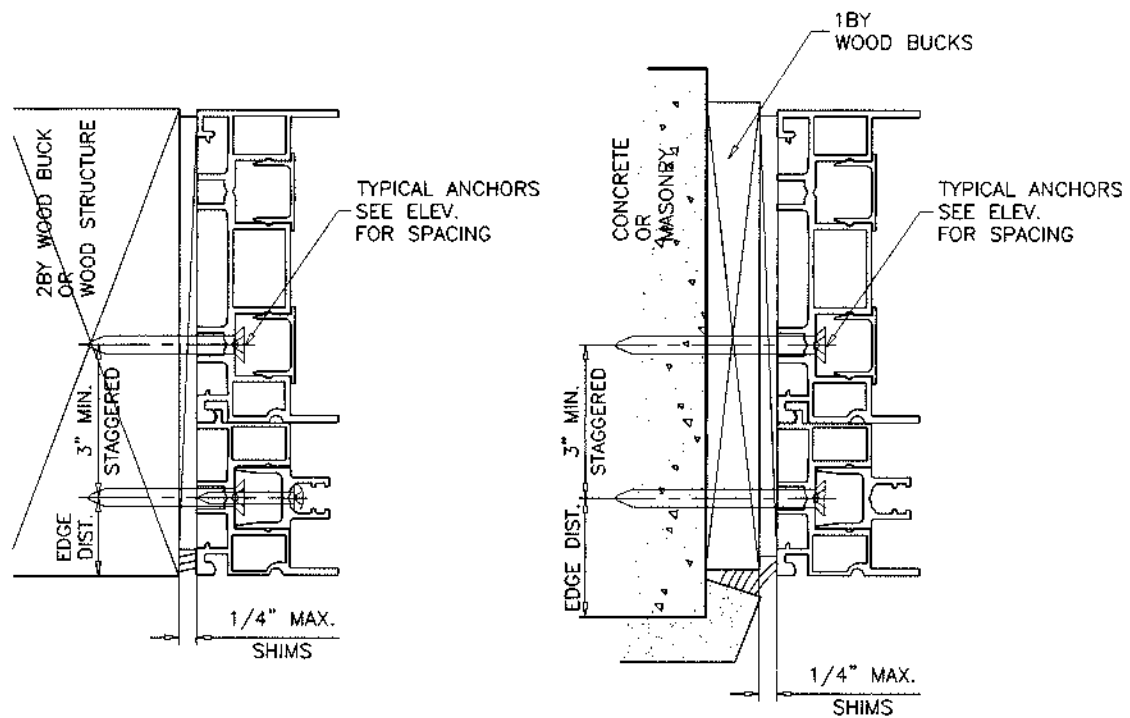 2BY WOOD BUCK
OR
WOOD STRUCTURE
TYPICAL ANCHORS
SEE ELEV.
FOR SPACING
3" MIN.
STAGGERED
EDGE
DIST.
1/4" MAX.
SHIMS
1BY
WOOD BUCKS
CONCRETE
OR
MASONRY
TYPICAL ANCHORS
SEE ELEV.
FOR SPACING
3" MIN.
STAGGERED
EDGE DIST.
1/4" MAX.
SHIMS